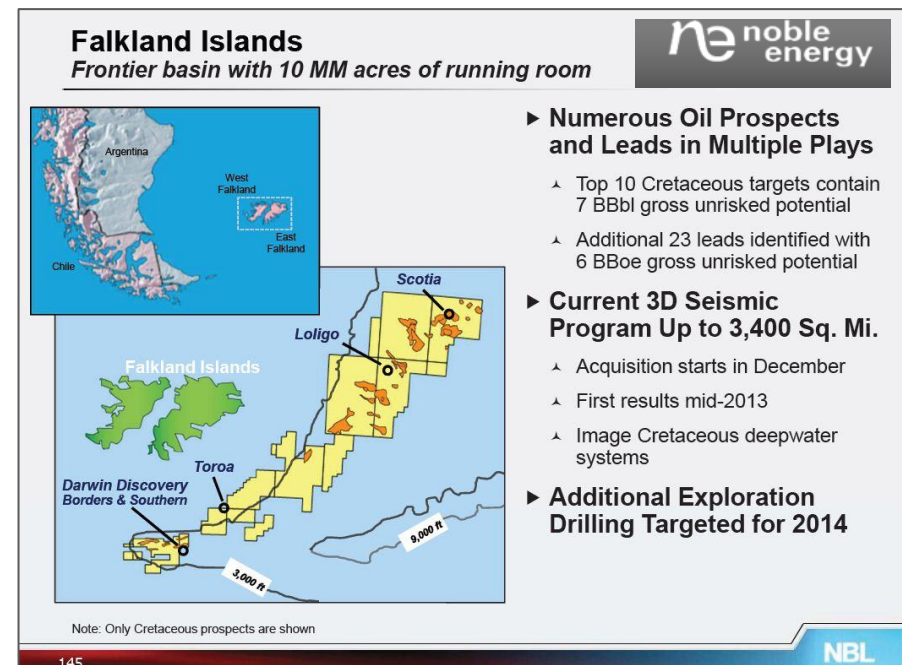 Falkland Islands
Frontier basin with 10 MM acres of running room
noble
energy
Argentina
West
Falkland
East
Falkland
Chile
Scotia
Loligo
Falkland Islands
Toroa
Darwin Discovery
Borders & Southern
9,000 ft
3,000 ft
Note: Only Cretaceous prospects are shown
Numerous Oil Prospects
and Leads in Multiple Plays
Top 10 Cretaceous targets contain
7 BBbl gross unrisked potential
Additional 23 leads identified with
6 BBoe gross unrisked potential
Current 3D Seismic
Program Up to 3,400 Sq. Mi.
Acquisition starts in December
First results mid-2013
Image Cretaceous deepwater
systems
Additional Exploration
Drilling Targeted for 2014
145
NBL